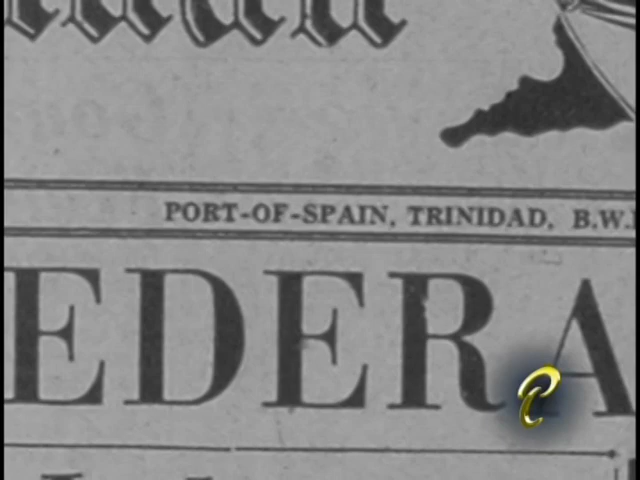 PORT-OF-SPAIN, TRINIDAD, B.W.
EDERA